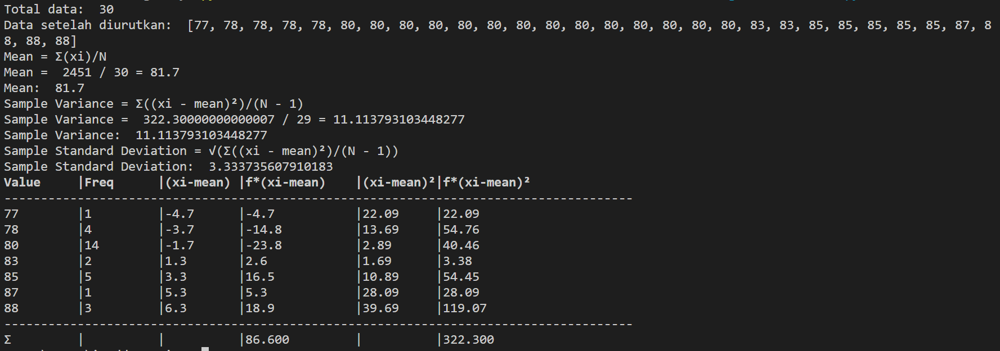 Total data:  30
Data setelah diurutkan:  [77, 78, 78, 78, 78, 80, 80, 80, 80, 80, 80, 80, 80, 80, 80, 80, 80, 80, 80, 83, 83, 85, 85, 85, 85, 85, 87, 8
8, 88, 88]
Mean = Σ(xi)/N
Mean =  2451 / 30 = 81.7
Mean:  81.7
Sample Variance = Σ((xi - mean)²)/(N - 1)
Sample Variance =  322.30000000000007 / 29 = 11.113793103448277
Sample Variance:  11.113793103448277
Sample Standard Deviation = √(Σ((xi - mean)²)/(N - 1))
Sample Standard Deviation:  3.333735607910183
Value |Freq |(xi-mean) |f*(xi-mean) |(xi-mean)²|f*(xi-mean)²
--------------------------------------------------------------------------------------
77 |1 |-4.7 |-4.7 |22.09 |22.09
78 |4 |-3.7 |-14.8 |13.69 |54.76
80 |14 |-1.7 |-23.8 |2.89 |40.46
83 |2 |1.3 |2.6 |1.69 |3.38
85 |5 |3.3 |16.5 |10.89 |54.45
87 |1 |5.3 |5.3 |28.09 |28.09
88 |3 |6.3 |18.9 |39.69 |119.07
--------------------------------------------------------------------------------------
Σ | | |86.600 | |322.300